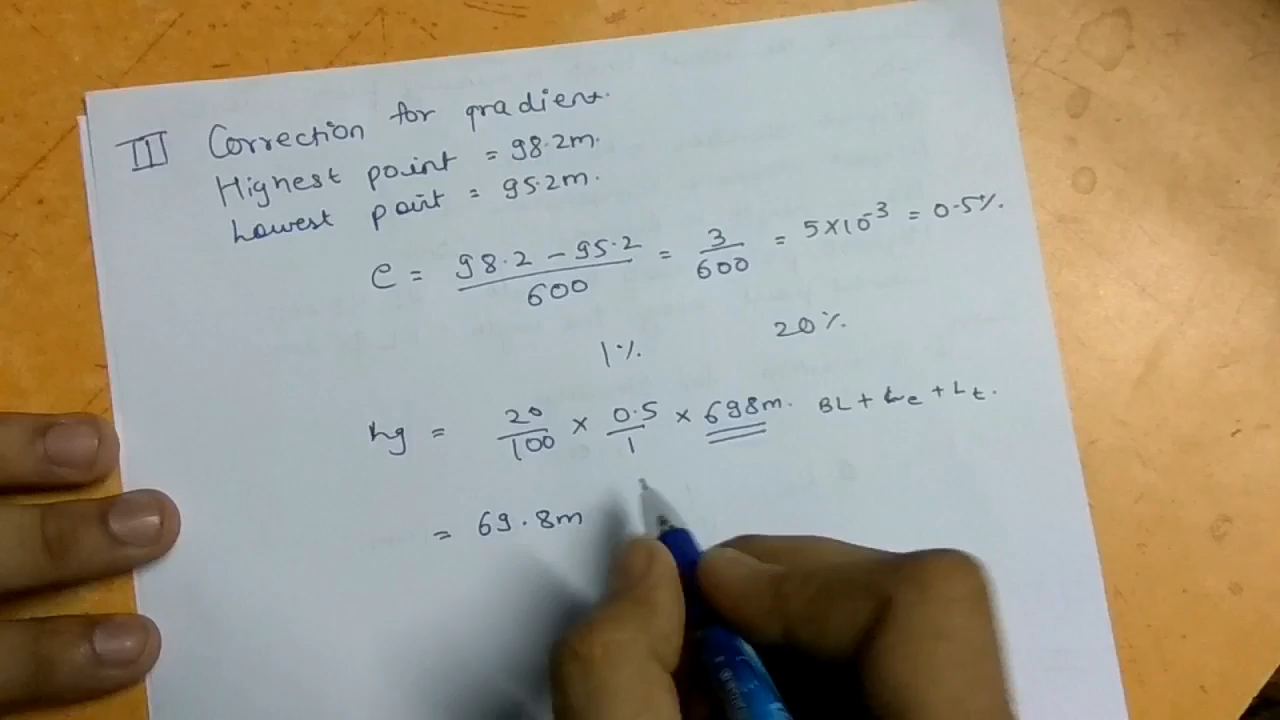 III Correction for gradient.
Highest point = 98.2m.
Lowest point = 95.2m.
e = 98.2 - 95.2 / 600 = 3 / 600 = 5×10⁻³ = 0.5%.
1%. 20%.
hg = 20/100 × 0.5/1 × 698m. BL + Le + Lt.
= 69.8m